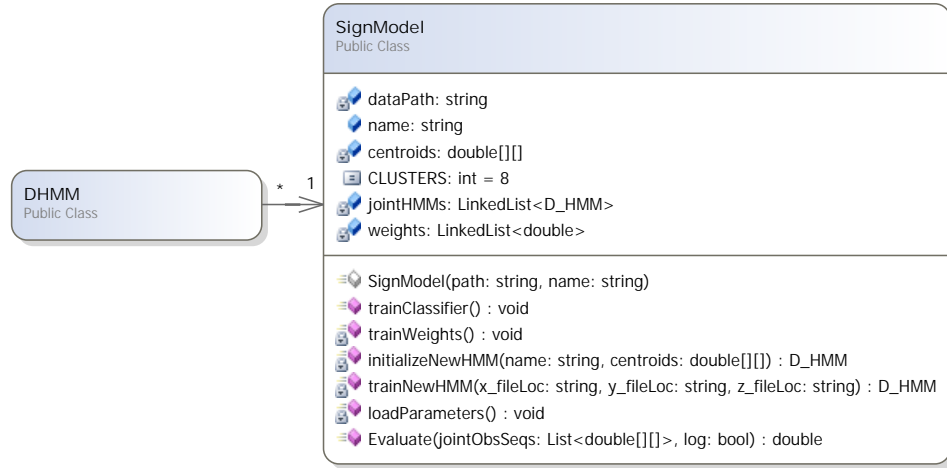 SignModel
Public Class
dataPath: string
name: string
centroids: double[][]
CLUSTERS: int = 8
jointHMMs: LinkedList<D_HMM>
weights: LinkedList<double>
DHMM
Public Class
* 1
SignModel(path: string, name: string)
trainClassifier() : void
trainWeights() : void
initializeNewHMM(name: string, centroids: double[][]) : D_HMM
trainNewHMM(x_fileLoc: string, y_fileLoc: string, z_fileLoc: string) : D_HMM
loadParameters() : void
Evaluate(jointObsSeqs: List<double[][]>, log: bool) : double